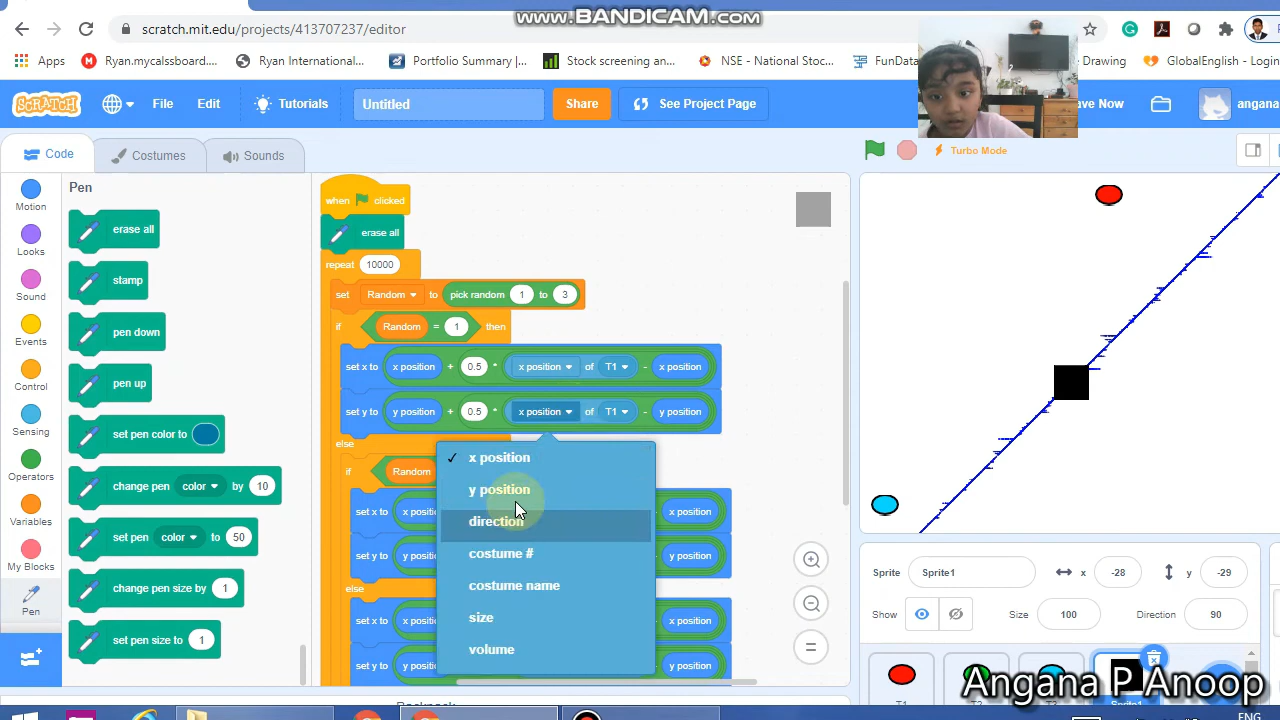 www.BANDICAM.com
scratch.mit.edu/projects/413707237/editor
Apps Ryan.mycallsboard... Ryan International... Portfolio Summary |... Stock screening an... NSE - National Stoc... FunData Drawing GlobalEnglish - Login
SCRATCH File Edit Tutorials Untitled Share See Project Page ave Now angana
Code Costumes Sounds Turbo Mode
Motion
Looks
Sound
Events
Control
Sensing
Operators
Variables
My Blocks
Pen
Pen
erase all
stamp
pen down
pen up
set pen color to
change pen color by 10
set pen color to 50
change pen size by 1
set pen size to 1
when clicked
erase all
repeat 10000
set Random to pick random 1 to 3
if Random = 1 then
set x to x position + 0.5 * x position of T1 - x position
set y to y position + 0.5 * x position of T1 - y position
else
if Random
set x to x positi x position
set y to y positi y position
else
set x to x positi x position
set y to y positi y position
✓ x position
y position
direction
costume #
costume name
size
volume
Sprite Sprite1 x -28 y -29
Show Size 100 Direction 90
T1
Sprite1
Angana P Anoop
ENG